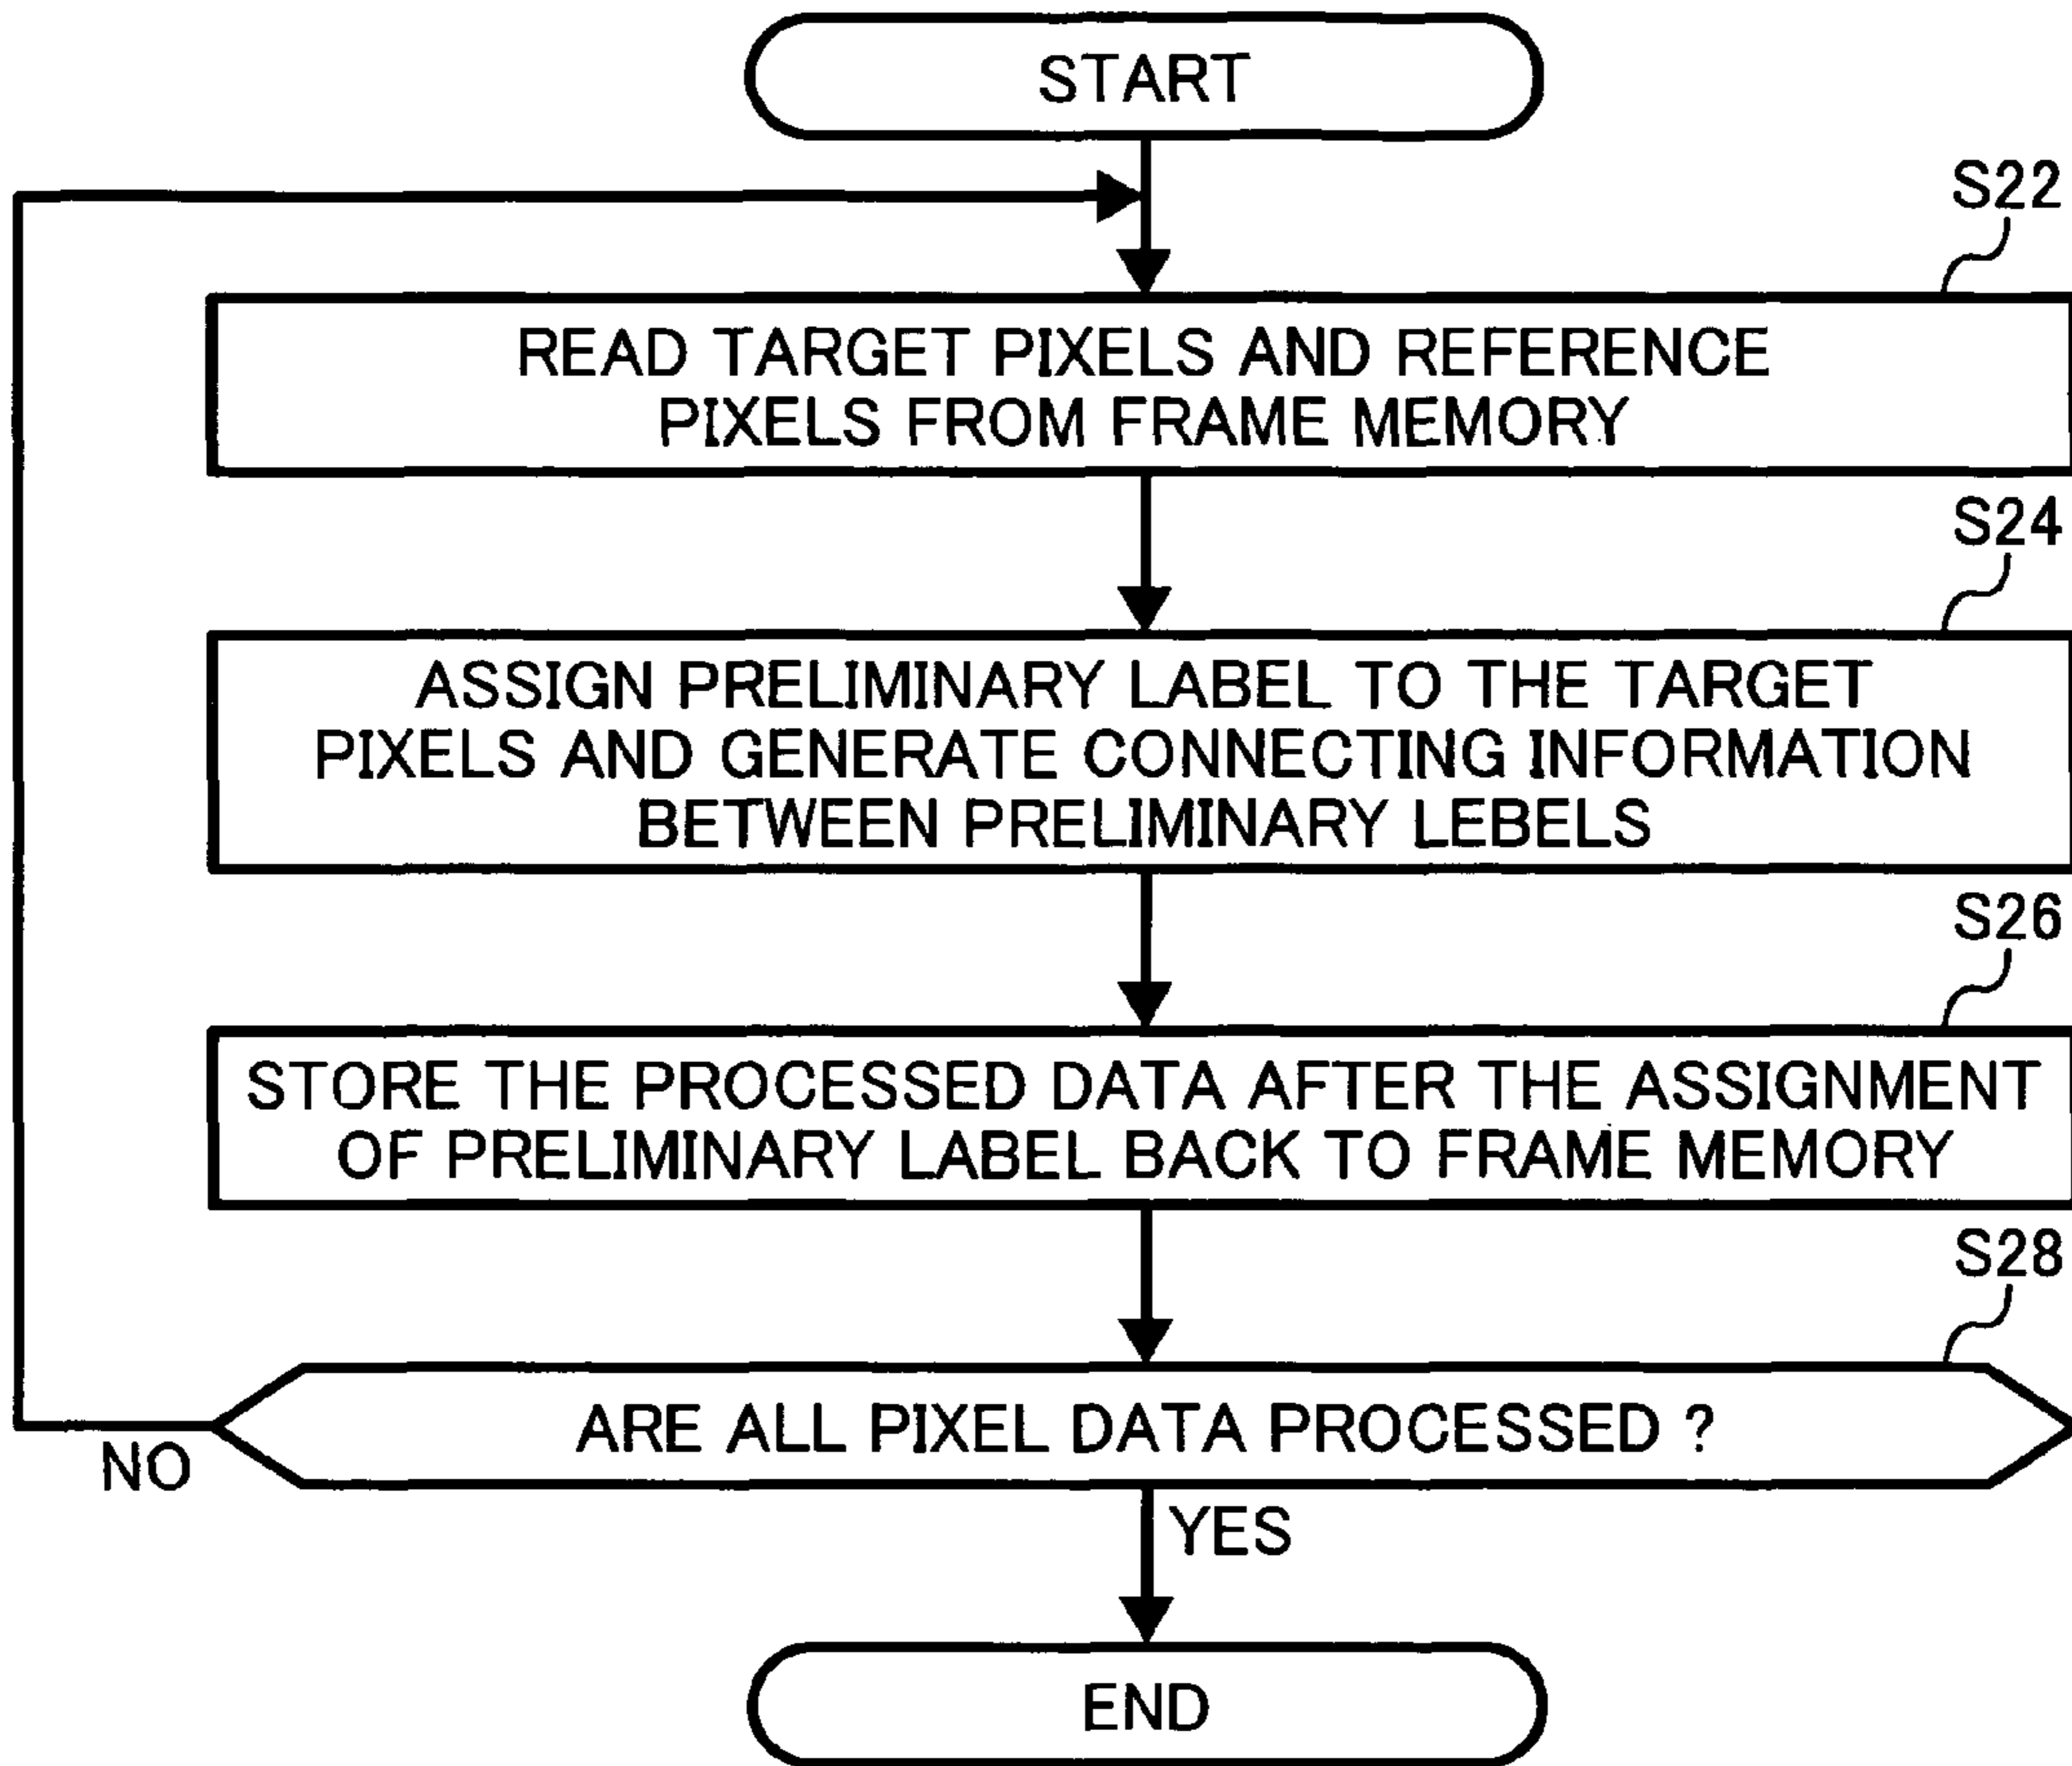 START
S22
READ TARGET PIXELS AND REFERENCE
PIXELS FROM FRAME MEMORY
S24
ASSIGN PRELIMINARY LABEL TO THE TARGET
PIXELS AND GENERATE CONNECTING INFORMATION
BETWEEN PRELIMINARY LEBELS
S26
STORE THE PROCESSED DATA AFTER THE ASSIGNMENT
OF PRELIMINARY LABEL BACK TO FRAME MEMORY
S28
ARE ALL PIXEL DATA PROCESSED ?
NO
YES
END